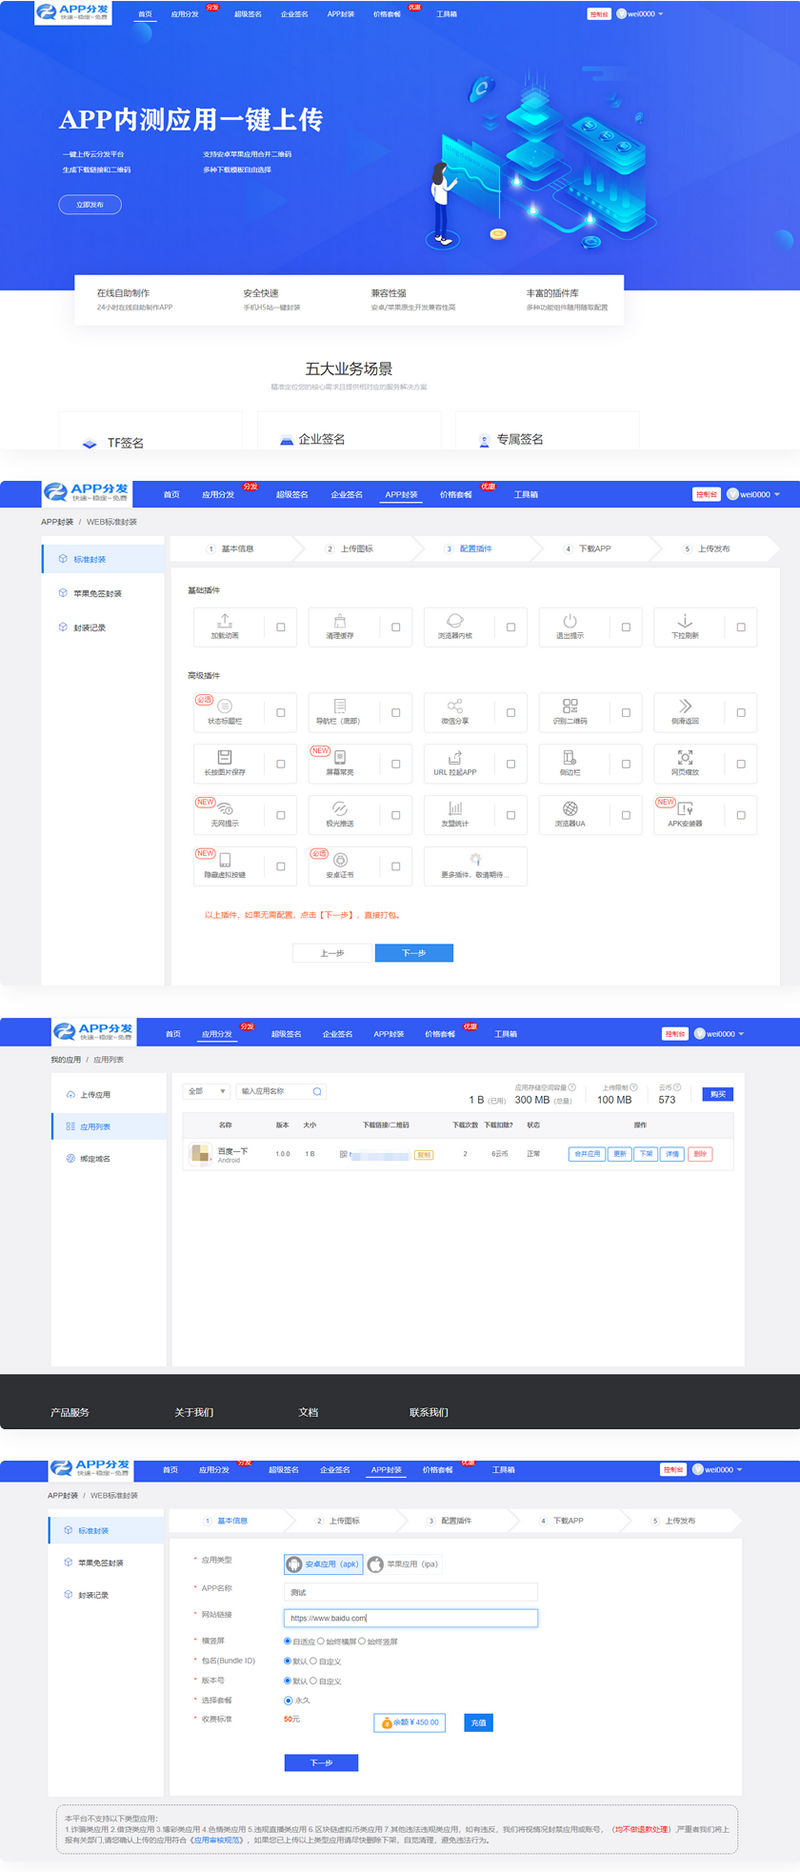 APP分发
快速-稳定-免费
首页 应用分发 分发 超级签名 企业签名 APP封装 价格套餐 优惠 工具箱 控制台 wei0000
APP内测应用一键上传
一键上传云分发平台 支持安卓苹果应用合并二维码
生成下载链接和二维码 多种下载模板自由选择
立即发布
在线自助制作 安全快速 兼容性强 丰富的插件库
24小时在线自助制作APP 手机H5站一键封装 安卓/苹果原生开发兼容性高 多种功能组件随用随取配置
五大业务场景
精准定位您的核心需求且提供相对应的服务解决方案
TF签名 企业签名 专属签名
APP分发
快速-稳定-免费
首页 应用分发 分发 超级签名 企业签名 APP封装 价格套餐 优惠 工具箱 控制台 wei0000
APP封装 / WEB标准封装
标准封装
苹果免签封装
封装记录
1 基本信息 2 上传图标 3 配置插件 4 下载APP 5 上传发布
基础插件
加载动画 清理缓存 浏览器内核 退出提示 下拉刷新
高级插件
必选
状态标题栏 导航栏（底部） 微信分享 识别二维码 侧滑返回
NEW
长按图片保存 屏幕常亮 URL 拉起APP 侧边栏 网页缩放
NEW NEW
无网提示 极光推送 友盟统计 浏览器UA APK安装器
NEW 必选
隐藏虚拟按键 安卓证书 更多插件，敬请期待...
以上插件，如果无需配置，点击【下一步】，直接打包。
上一步 下一步
APP分发
快速-稳定-免费
首页 应用分发 分发 超级签名 企业签名 APP封装 价格套餐 优惠 工具箱 控制台 wei0000
我的应用 / 应用列表
上传应用
应用列表
绑定域名
全部 输入应用名称
应用存储空间容量 上传限制 云币
1 B (已用) 300 MB (总量) 100 MB 573 购买
名称 版本 大小 下载链接/二维码 下载次数 下载扣除? 状态 操作
百度一下 1.0.0 1 B 复制 2 6云币 正常 合并应用 更新 下架 详情 删除
Android
产品服务 关于我们 文档 联系我们
APP分发
快速-稳定-免费
首页 应用分发 分发 超级签名 企业签名 APP封装 价格套餐 优惠 工具箱 控制台 wei0000
APP封装 / WEB标准封装
标准封装
苹果免签封装
封装记录
1 基本信息 2 上传图标 3 配置插件 4 下载APP 5 上传发布
* 应用类型 安卓应用（apk） 苹果应用（ipa）
* APP名称 测试
* 网站链接 https://www.baidu.com
* 横竖屏 自适应 始终横屏 始终竖屏
* 包名(Bundle ID) 默认 自定义
* 版本号 默认 自定义
* 选择套餐 永久
* 收费标准 50元 余额￥450.00 充值
下一步
本平台不支持以下类型应用：
1.诈骗类应用 2.借贷类应用 3.博彩类应用 4.色情类应用 5.违规直播类应用 6.区块链虚拟币类应用 7.其他违法违规类应用，如有违反，我们将视情况封禁应用或账号，（均不做退款处理）,严重者我们将上
报有关部门,请您确认上传的应用符合《应用审核规范》，如果您已上传以上类型应用请尽快删除下架，自觉清理，避免违法行为。